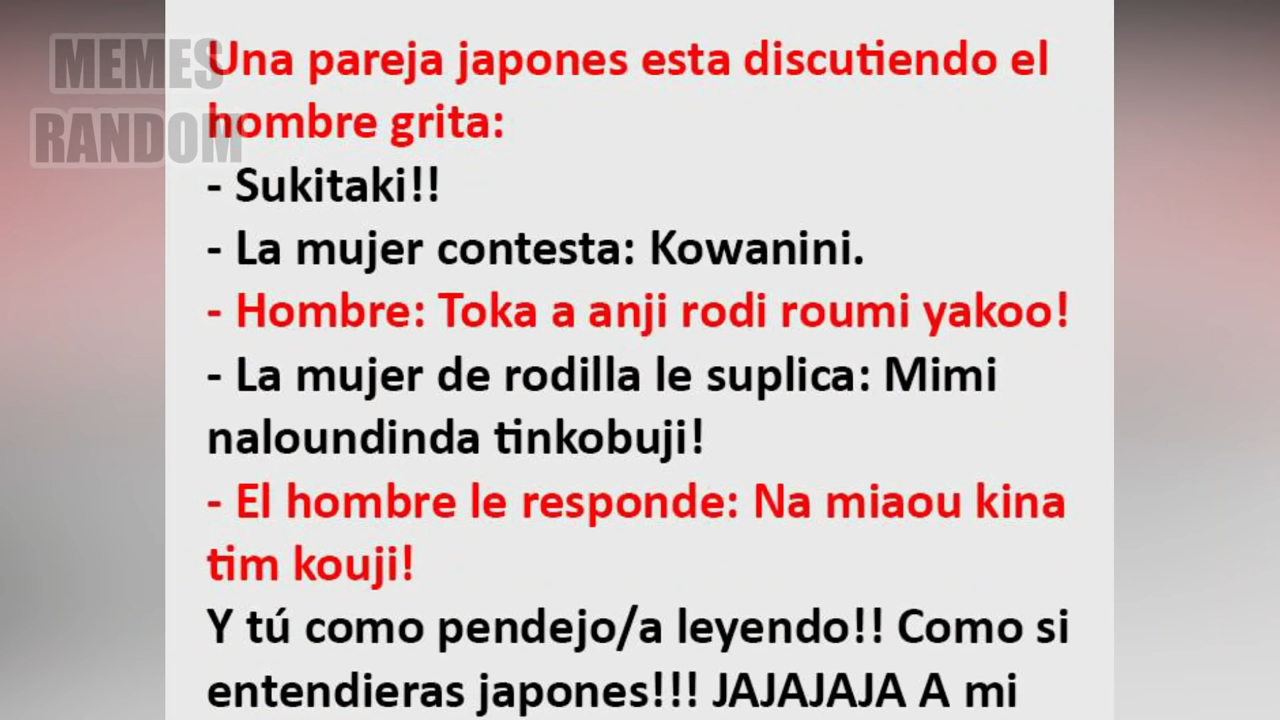 MEMES
RANDOM
Una pareja japones esta discutiendo el
hombre grita:
- Sukitaki!!
- La mujer contesta: Kowanini.
- Hombre: Toka a anji rodi roumi yakoo!
- La mujer de rodilla le suplica: Mimi
naloundinda tinkobuji!
- El hombre le responde: Na miaou kina
tim kouji!
Y tú como pendejo/a leyendo!! Como si
entendieras japones!!! JAJAJAJA A mi